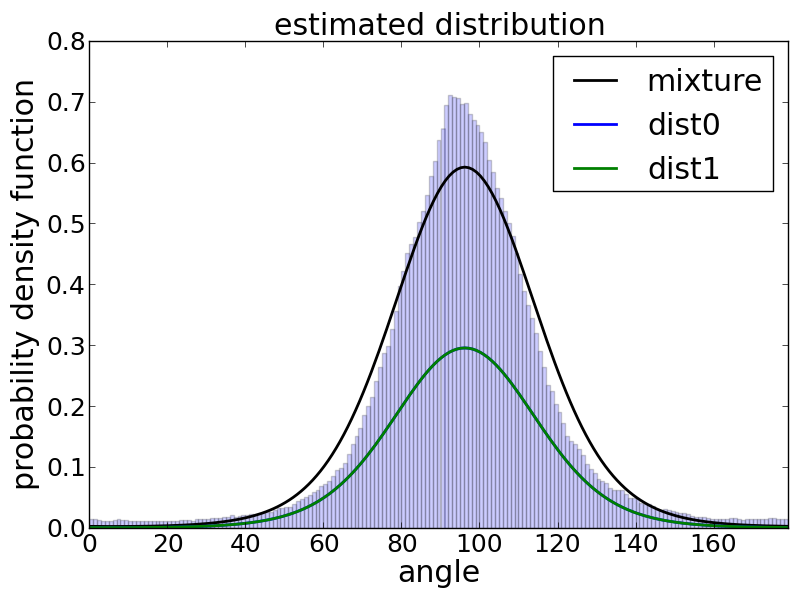 estimated distribution
probability density function
0.8
0.7
0.6
0.5
0.4
0.3
0.2
0.1
0.0
mixture
dist0
dist1
0 20 40 60 80 100 120 140 160
angle